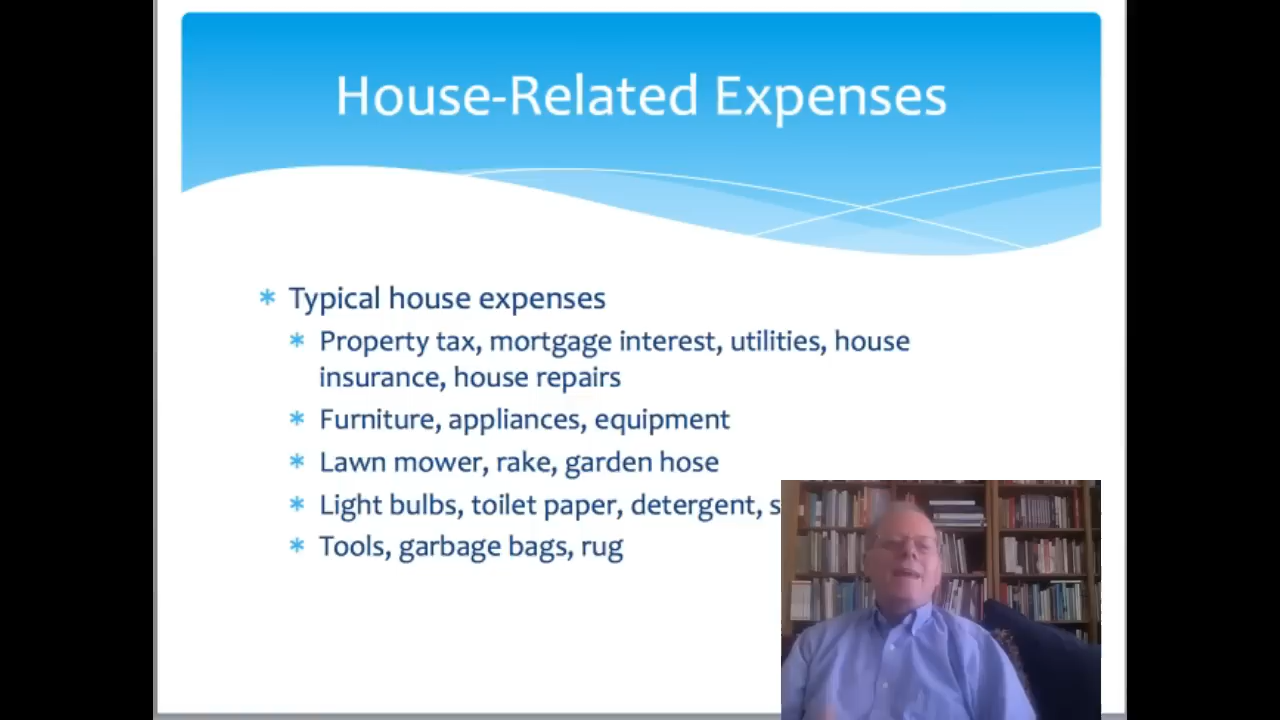 House-Related Expenses
* Typical house expenses
* Property tax, mortgage interest, utilities, house
insurance, house repairs
* Furniture, appliances, equipment
* Lawn mower, rake, garden hose
* Light bulbs, toilet paper, detergent,
* Tools, garbage bags, rug